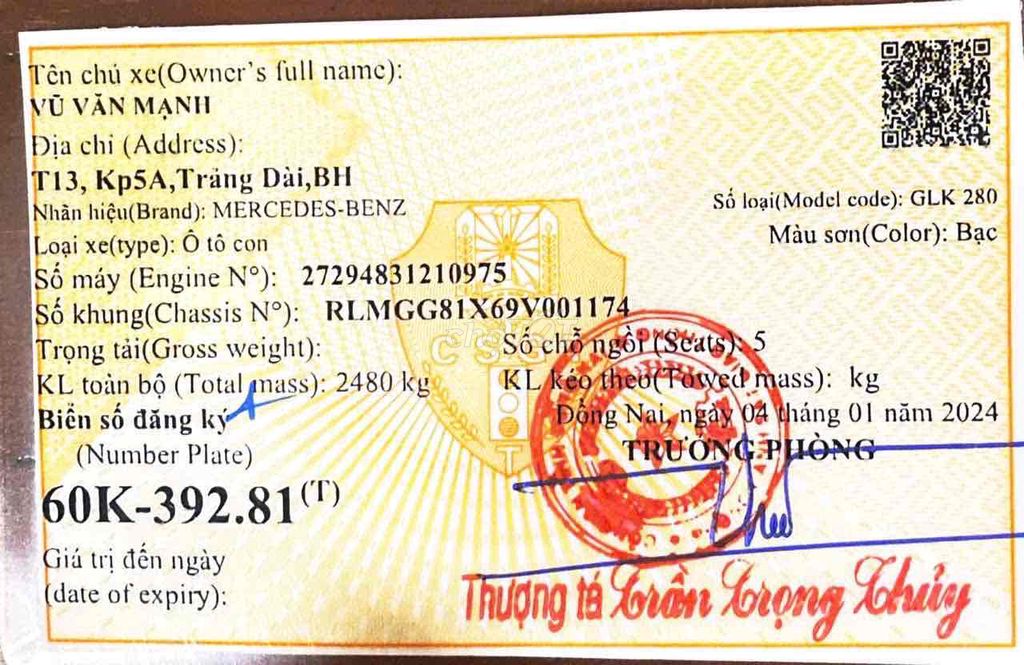 Tên chủ xe(Owner's full name):
VŨ VĂN MẠNH
Địa chỉ (Address):
T13, Kp5A,Trảng Dài,BH
Nhãn hiệu(Brand): MERCEDES-BENZ
Số loại(Model code): GLK 280
Loại xe(type): Ô tô con
Màu sơn(Color): Bạc
Số máy (Engine N°): 27294831210975
Số khung(Chassis N°): RLMGG81X69V001174
Trọng tải(Gross weight):
Số chỗ ngồi (Seats): 5
KL toàn bộ (Total mass): 2480 kg
KL kéo theo(Towed mass): kg
Biển số đăng ký
Đồng Nai, ngày 04 tháng 01 năm 2024
(Number Plate)
TRƯỞNG PHÒNG
60K-392.81(T)
Giá trị đến ngày
(date of expiry):
Thượng tá Trần Trọng Thủy
CSGT